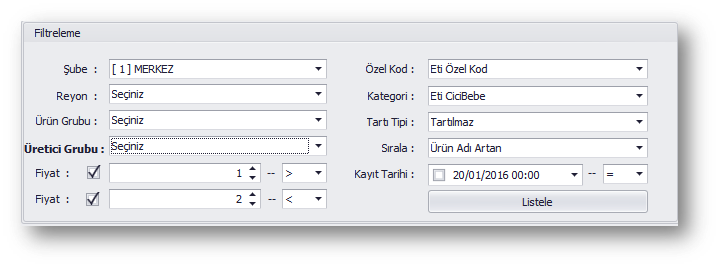 Filtreleme
Şube : [ 1 ] MERKEZ Özel Kod : Eti Özel Kod
Reyon : Seçiniz Kategori : Eti CiciBebe
Ürün Grubu : Seçiniz Tartı Tipi : Tartılmaz
Üretici Grubu : Seçiniz Sırala : Ürün Adı Artan
Fiyat : 1 -- > Kayıt Tarihi : 20/01/2016 00:00 -- =
Fiyat : 2 -- < Listele